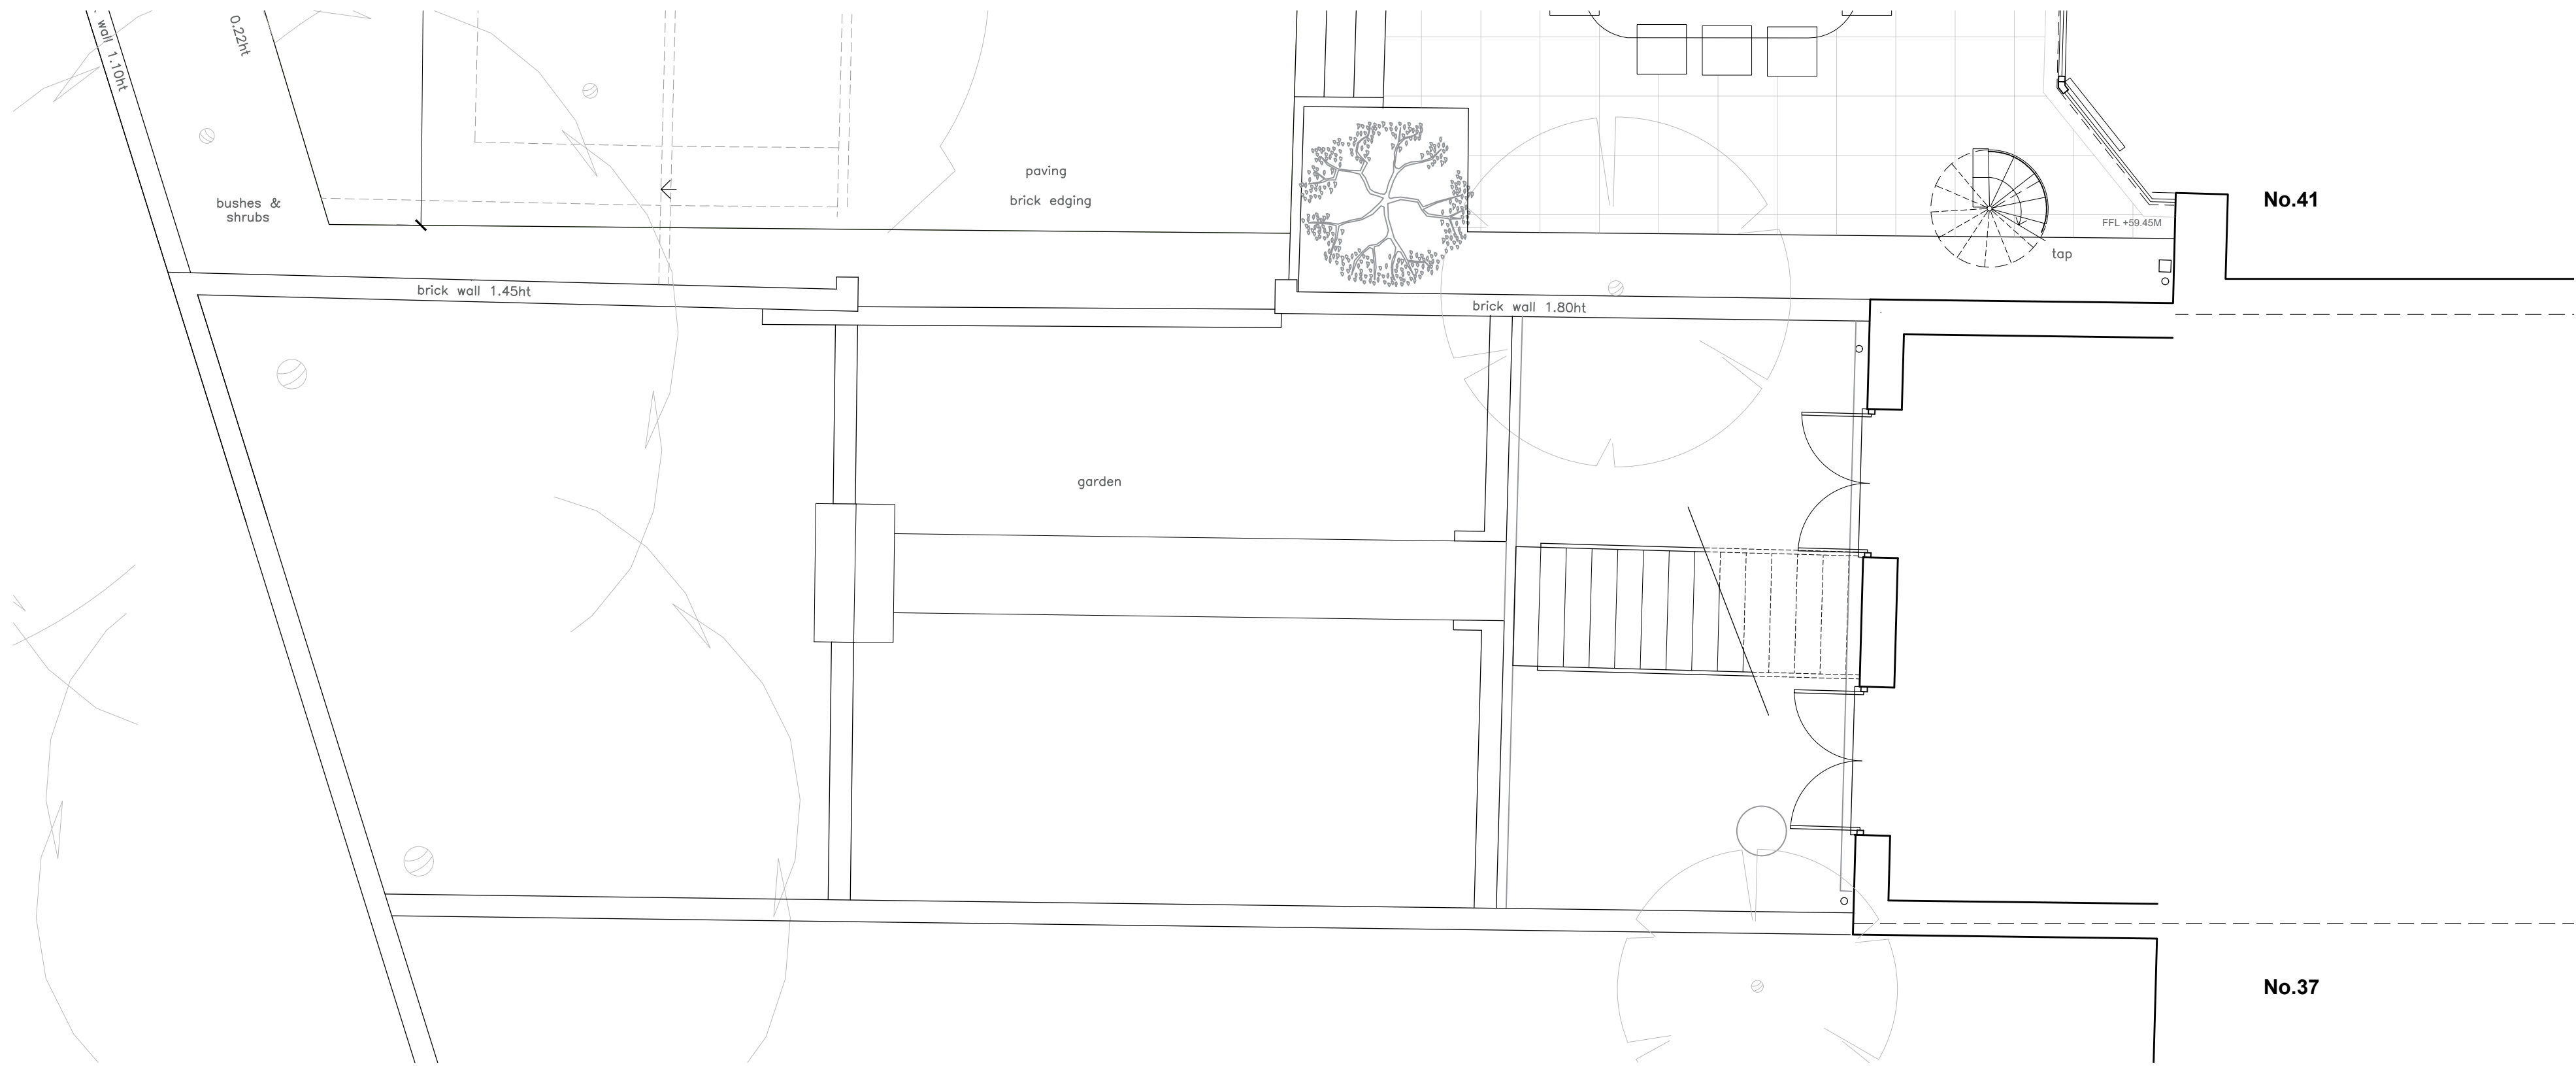 wall 1.10ht
0.22ht
bushes &
shrubs
paving
brick edging
No.41
FFL +59.45M
tap
brick wall 1.45ht
brick wall 1.80ht
garden
No.37